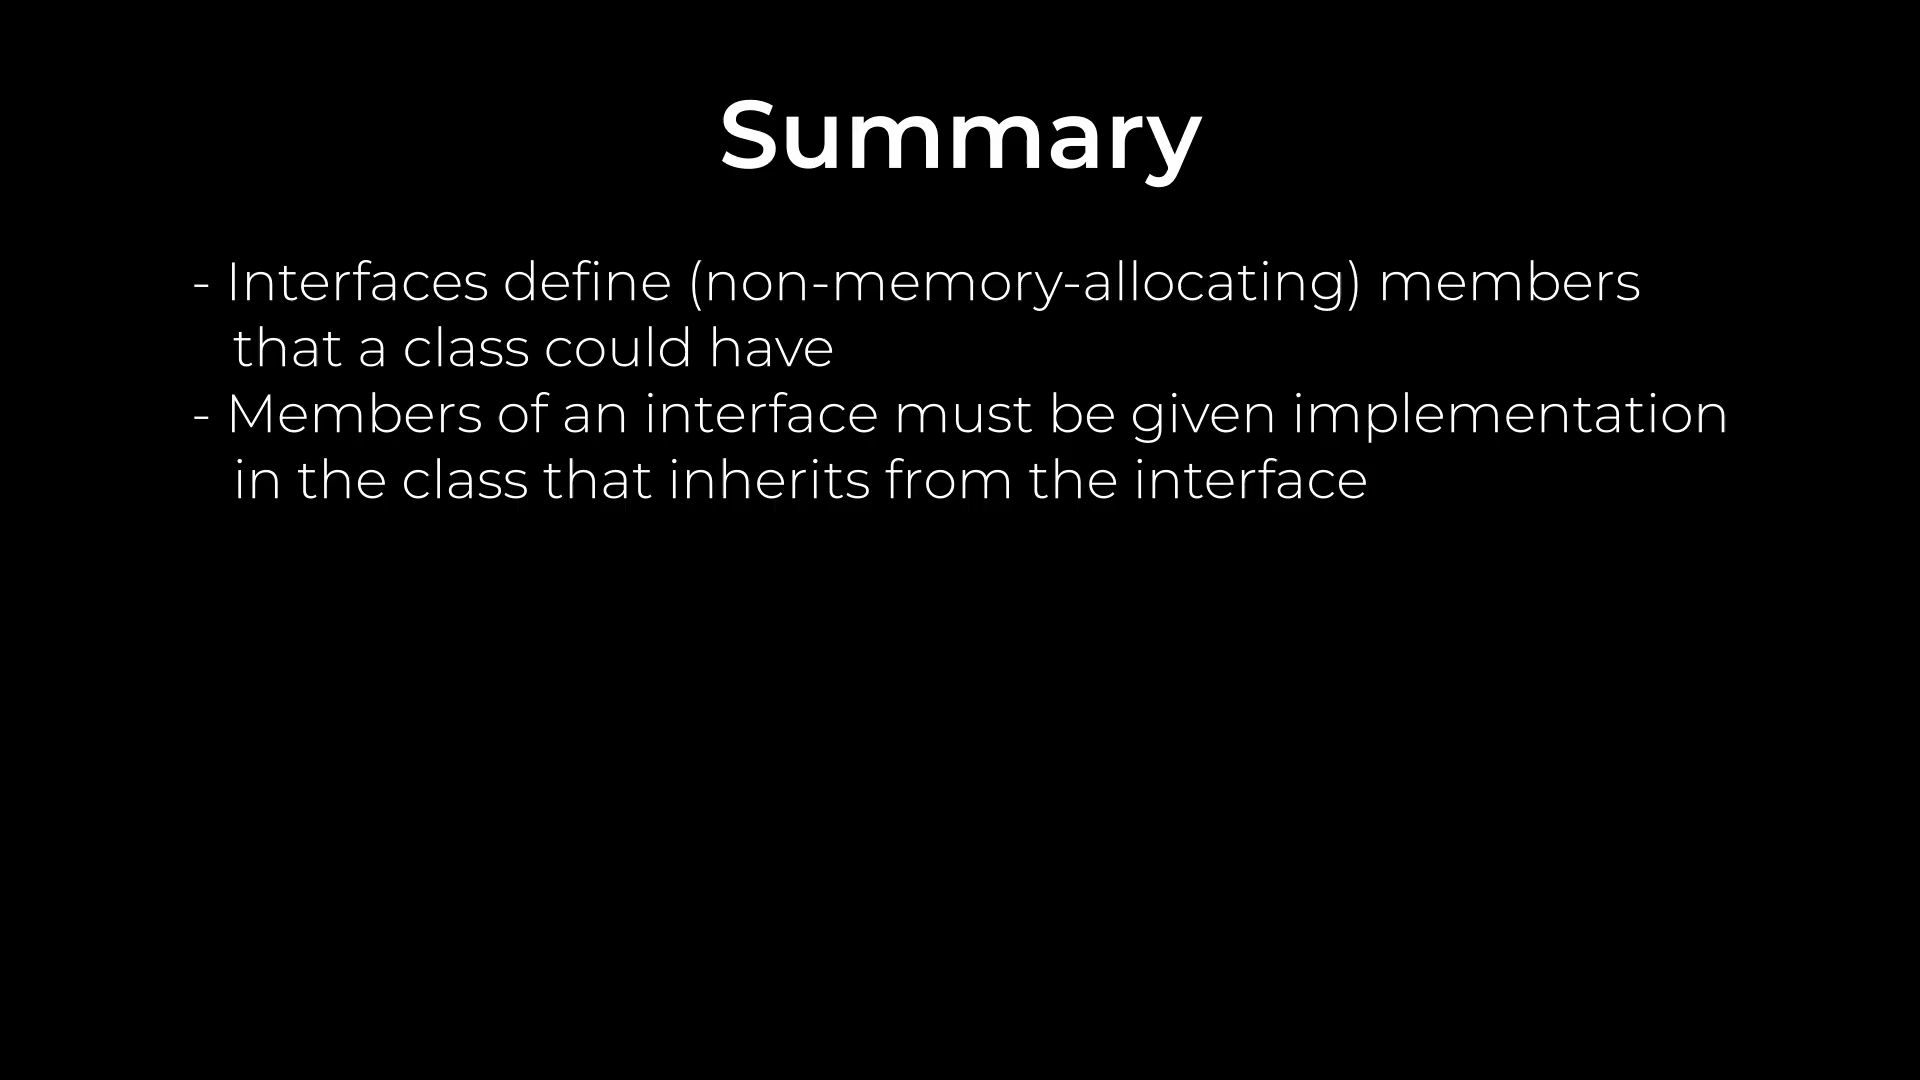 Summary
- Interfaces define (non-memory-allocating) members
that a class could have
- Members of an interface must be given implementation
in the class that inherits from the interface